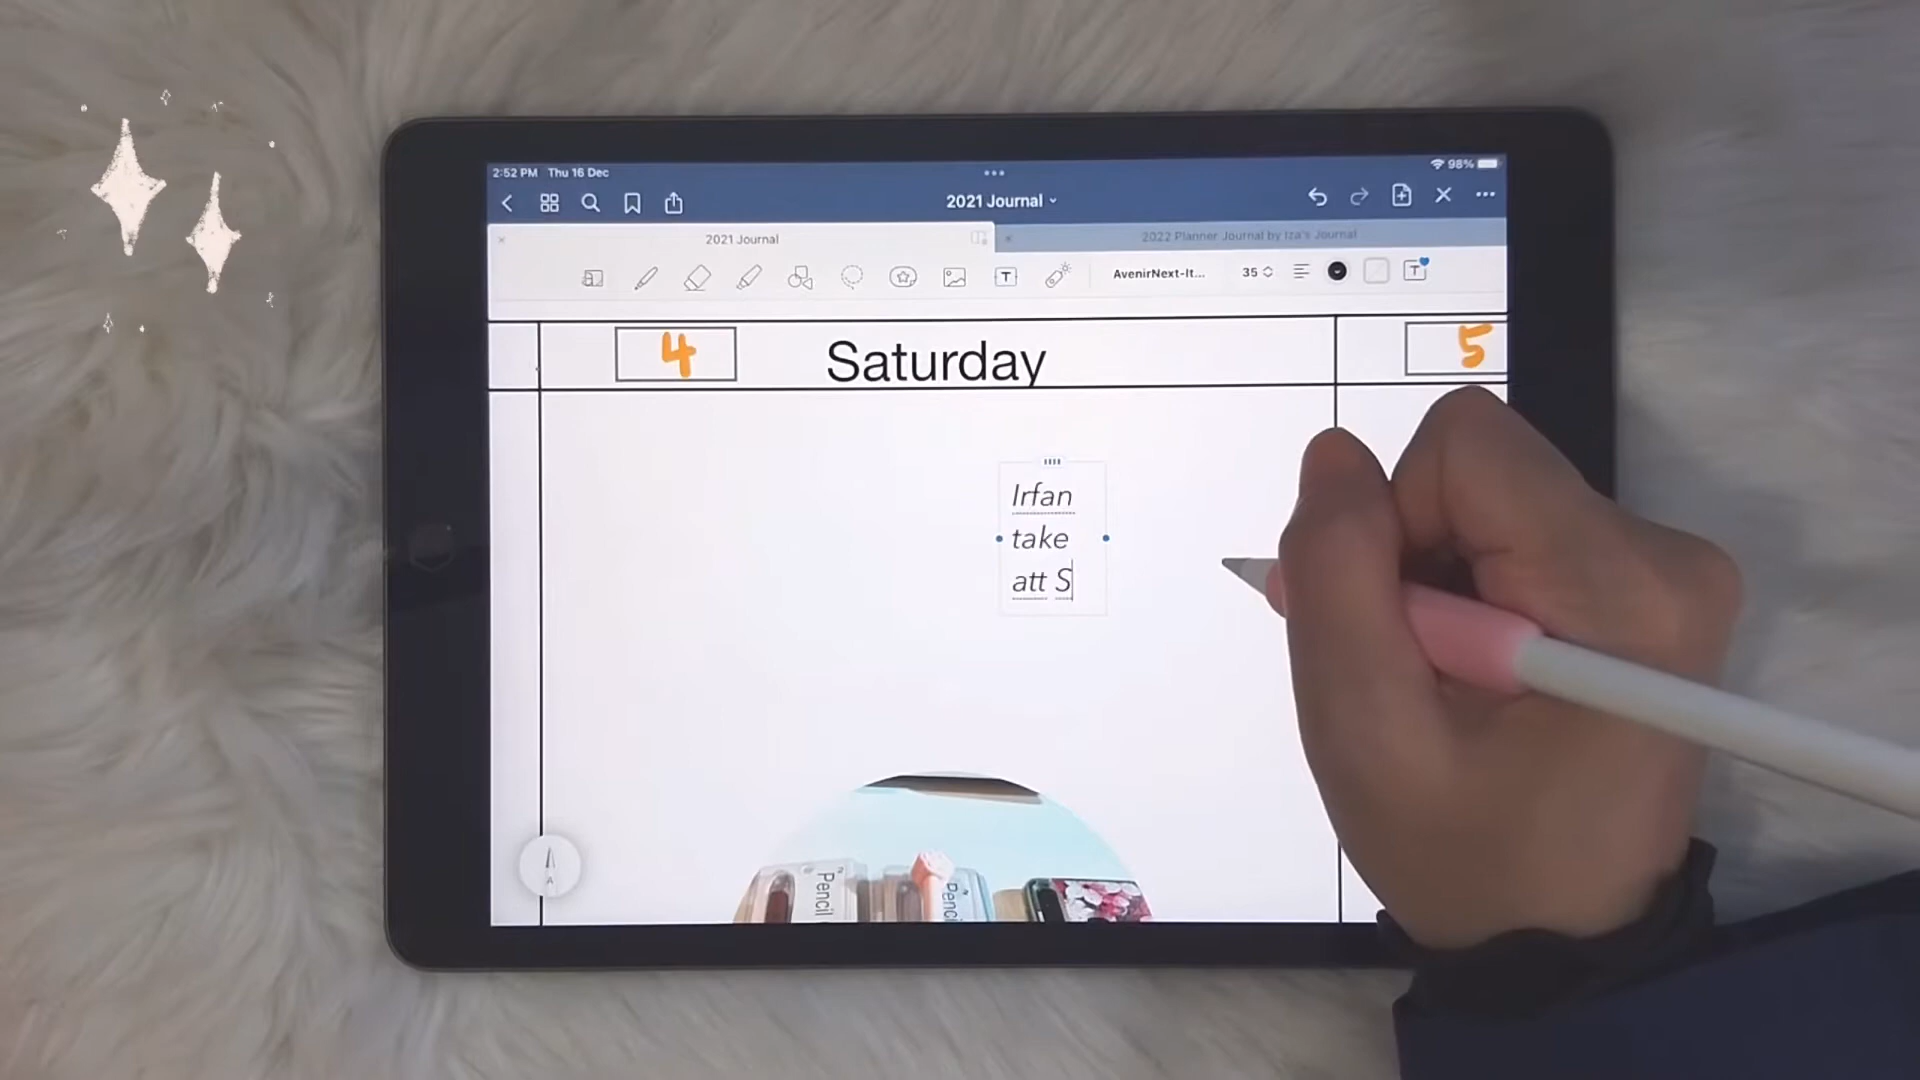 2:52 PM Thu 16 Dec
98%
2021 Journal
2021 Journal
2022 Planner Journal by Iza's Journal
T
AvenirNext-It...
35
T
4
Saturday
5
Irfan
take
att S
A
Pencil
Penci